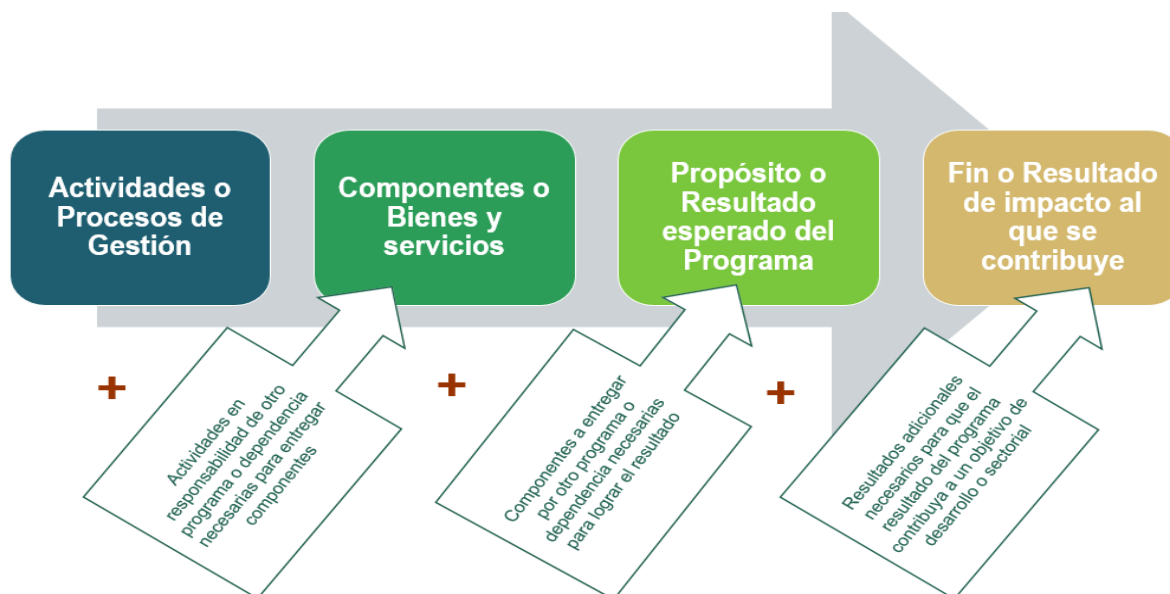 Actividades o
Procesos de
Gestión
Componentes o
Bienes y
servicios
Propósito o
Resultado
esperado del
Programa
Fin o Resultado
de impacto al
que se
contribuye
+
Actividades en
responsabilidad de otro
programa o dependencia
necesarias para entregar
componentes
+
Componentes a entregar
por otro programa o
dependencia necesarias
para lograr el resultado
+
Resultados adicionales
necesarios para que el
resultado del programa
contribuya a un objetivo de
desarrollo o sectorial